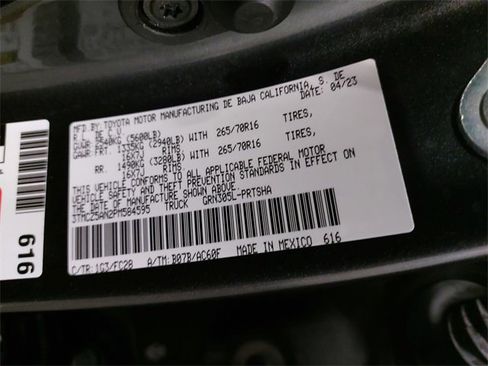 MFD.BY: TOYOTA MOTOR MANUFACTURING DE BAJA CALIFORNIA, S. DE
R. L. DE C. V. DATE: 04/23
GVWR 2540KG (5600LB)
GAWR: FRT. 1335KG (2940LB) WITH 265/70R16 TIRES,
16X7J RIMS
RR. 1490KG (3280LB) WITH 265/70R16 TIRES,
16X7J RIMS
THIS VEHICLE CONFORMS TO ALL APPLICABLE FEDERAL MOTOR
VEHICLE SAFETY AND THEFT PREVENTION STANDARDS IN EFFECT ON
THE DATE OF MANUFACTURE SHOWN ABOVE.
3TMCZ5AN2PM584595 TRUCK GRN305L-PRTSHA
C/TR: 1G3/FC20 A/TM: B07B/AC60F MADE IN MEXICO 616
616